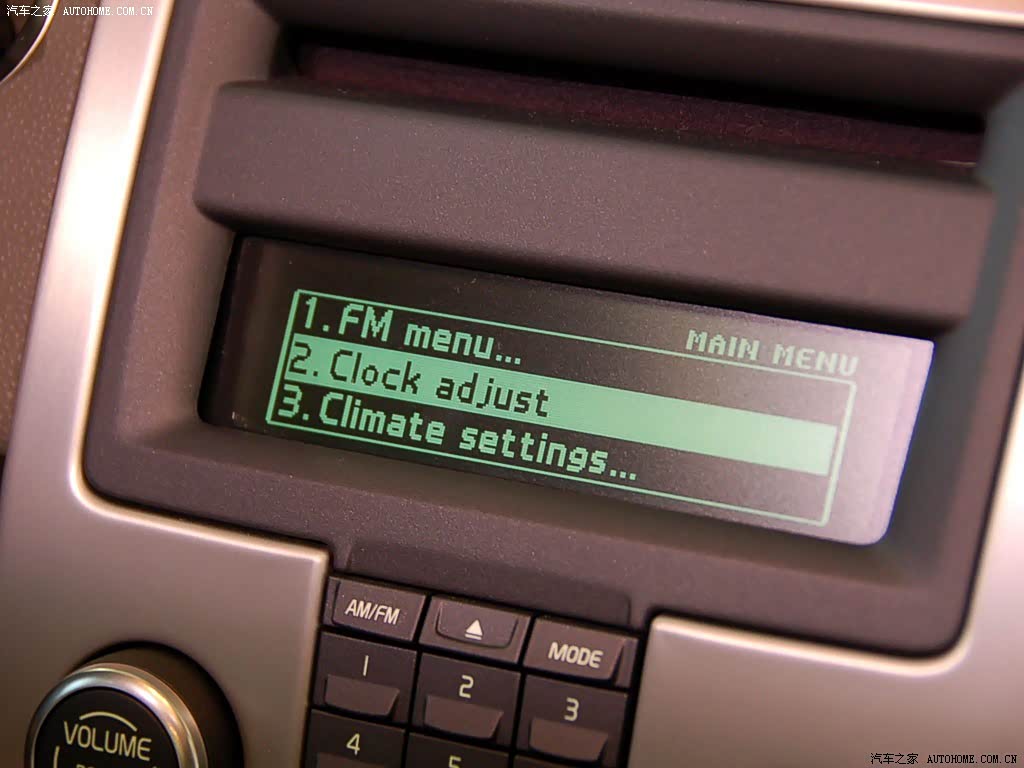 汽车之家 AUTOHOME.COM.CN
MAIN MENU
1. FM menu...
2. Clock adjust
3. Climate settings...
AM/FM
MODE
1
2
3
4
5
VOLUME
汽车之家 AUTOHOME.COM.CN